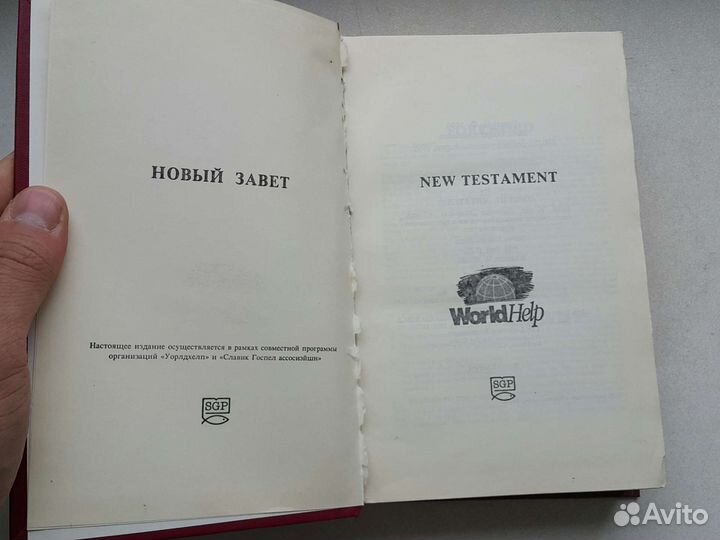 НОВЫЙ ЗАВЕТ
Настоящее издание осуществляется в рамках совместной программы
организаций «Уорлдхелп» и «Славик Госпел ассосиэйшн»
SGP
NEW TESTAMENT
WorldHelp
SGP
Avito